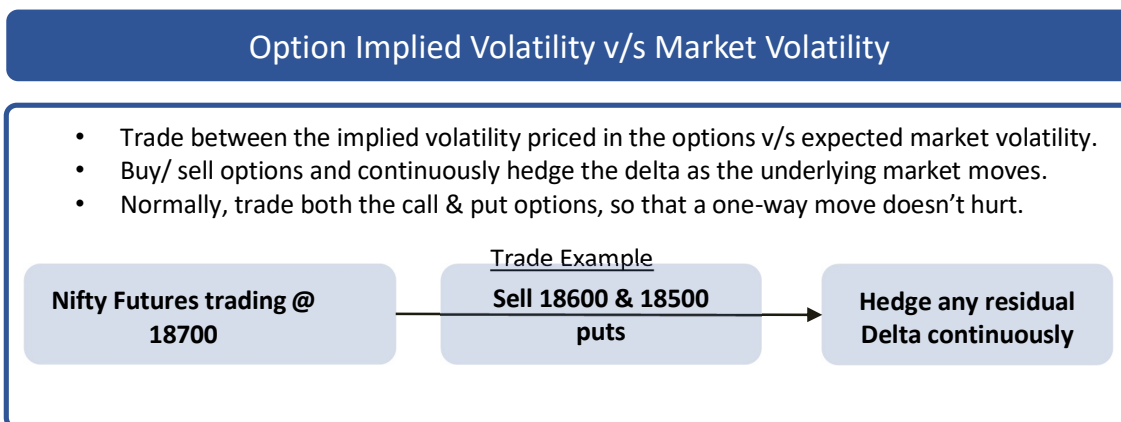 Option Implied Volatility v/s Market Volatility
• Trade between the implied volatility priced in the options v/s expected market volatility.
• Buy/ sell options and continuously hedge the delta as the underlying market moves.
• Normally, trade both the call & put options, so that a one-way move doesn’t hurt.
Trade Example
Nifty Futures trading @
18700
Sell 18600 & 18500
puts
Hedge any residual
Delta continuously